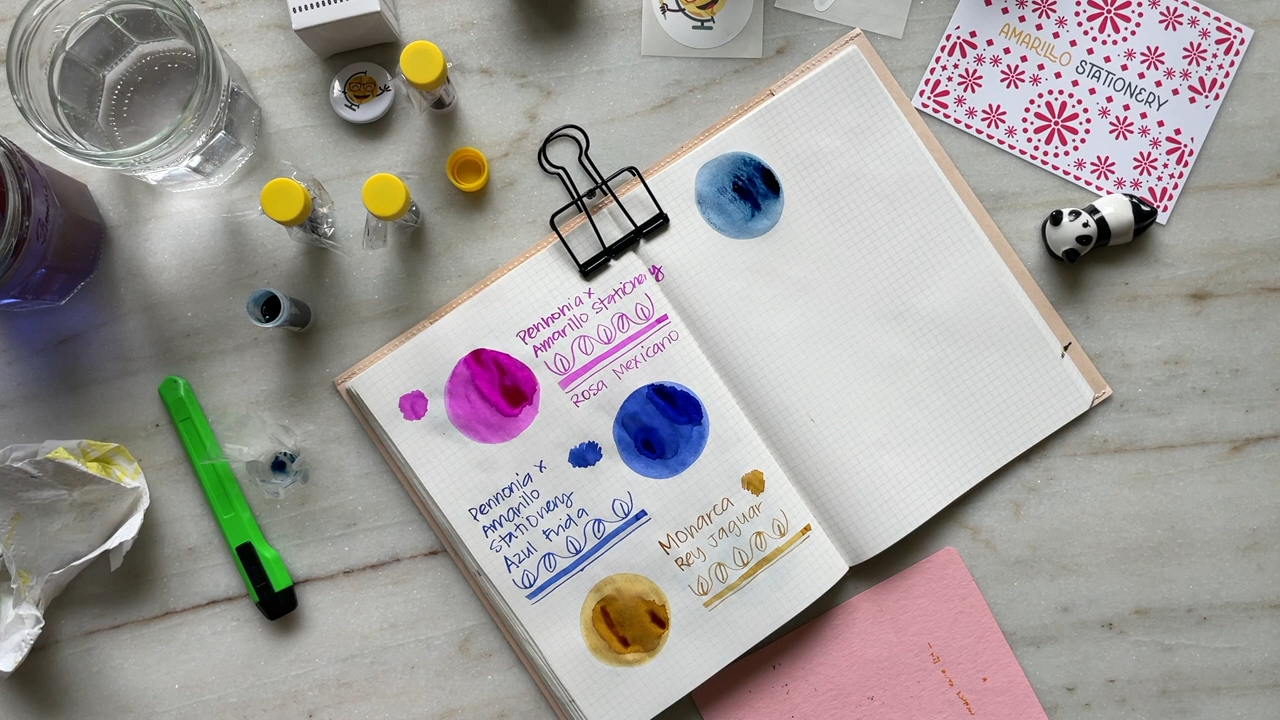 AMARILLO STATIONERY
Pennonia x
Amarillo Stationery
Rosa Mexicano
Pennonia x
Amarillo
Stationery
Azul Frida
Monarca
Rey Jaguar